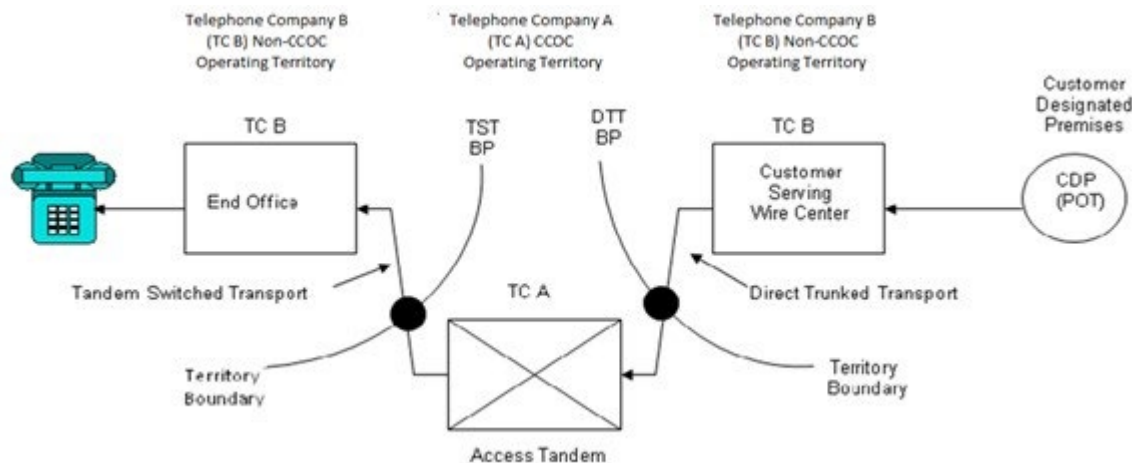 Telephone Company B
(TC B) Non-CCOC
Operating Territory
Telephone Company A
(TC A) CCOC
Operating Territory
Telephone Company B
(TC B) Non-CCOC
Operating Territory
Customer
Designated
Premises
TC B
TST
BP
DTT
BP
TC B
End Office
Customer
Serving
Wire Center
CDP
(POT)
Tandem Switched Transport
TC A
Direct Trunked Transport
Territory
Boundary
Territory
Boundary
Access Tandem